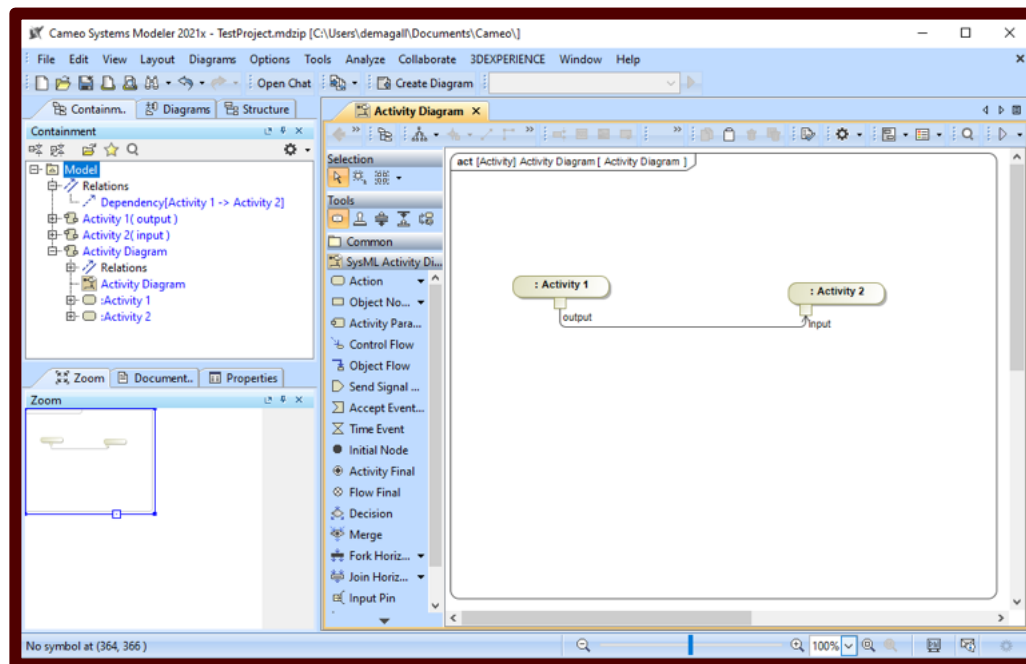 Cameo Systems Modeler 2021x - TestProject.mdzip [C:\Users\demagall\Documents\Cameo\]
File Edit View Layout Diagrams Options Tools Analyze Collaborate 3DEXPERIENCE Window Help
Open Chat Create Diagram
Containm.. Diagrams Structure
Containment
Model
Relations
Dependency[Activity 1 -> Activity 2]
Activity 1( output )
Activity 2( input )
Activity Diagram
Relations
Activity Diagram
:Activity 1
:Activity 2
Zoom Document.. Properties
Zoom
Activity Diagram
Selection
Tools
Common
SysML Activity Di...
Action
Object No...
Activity Para...
Control Flow
Object Flow
Send Signal ...
Accept Event...
Time Event
Initial Node
Activity Final
Flow Final
Decision
Merge
Fork Horiz...
Join Horiz...
Input Pin
act [Activity] Activity Diagram [ Activity Diagram ]
: Activity 1
output
: Activity 2
input
No symbol at (364, 366 )
100%